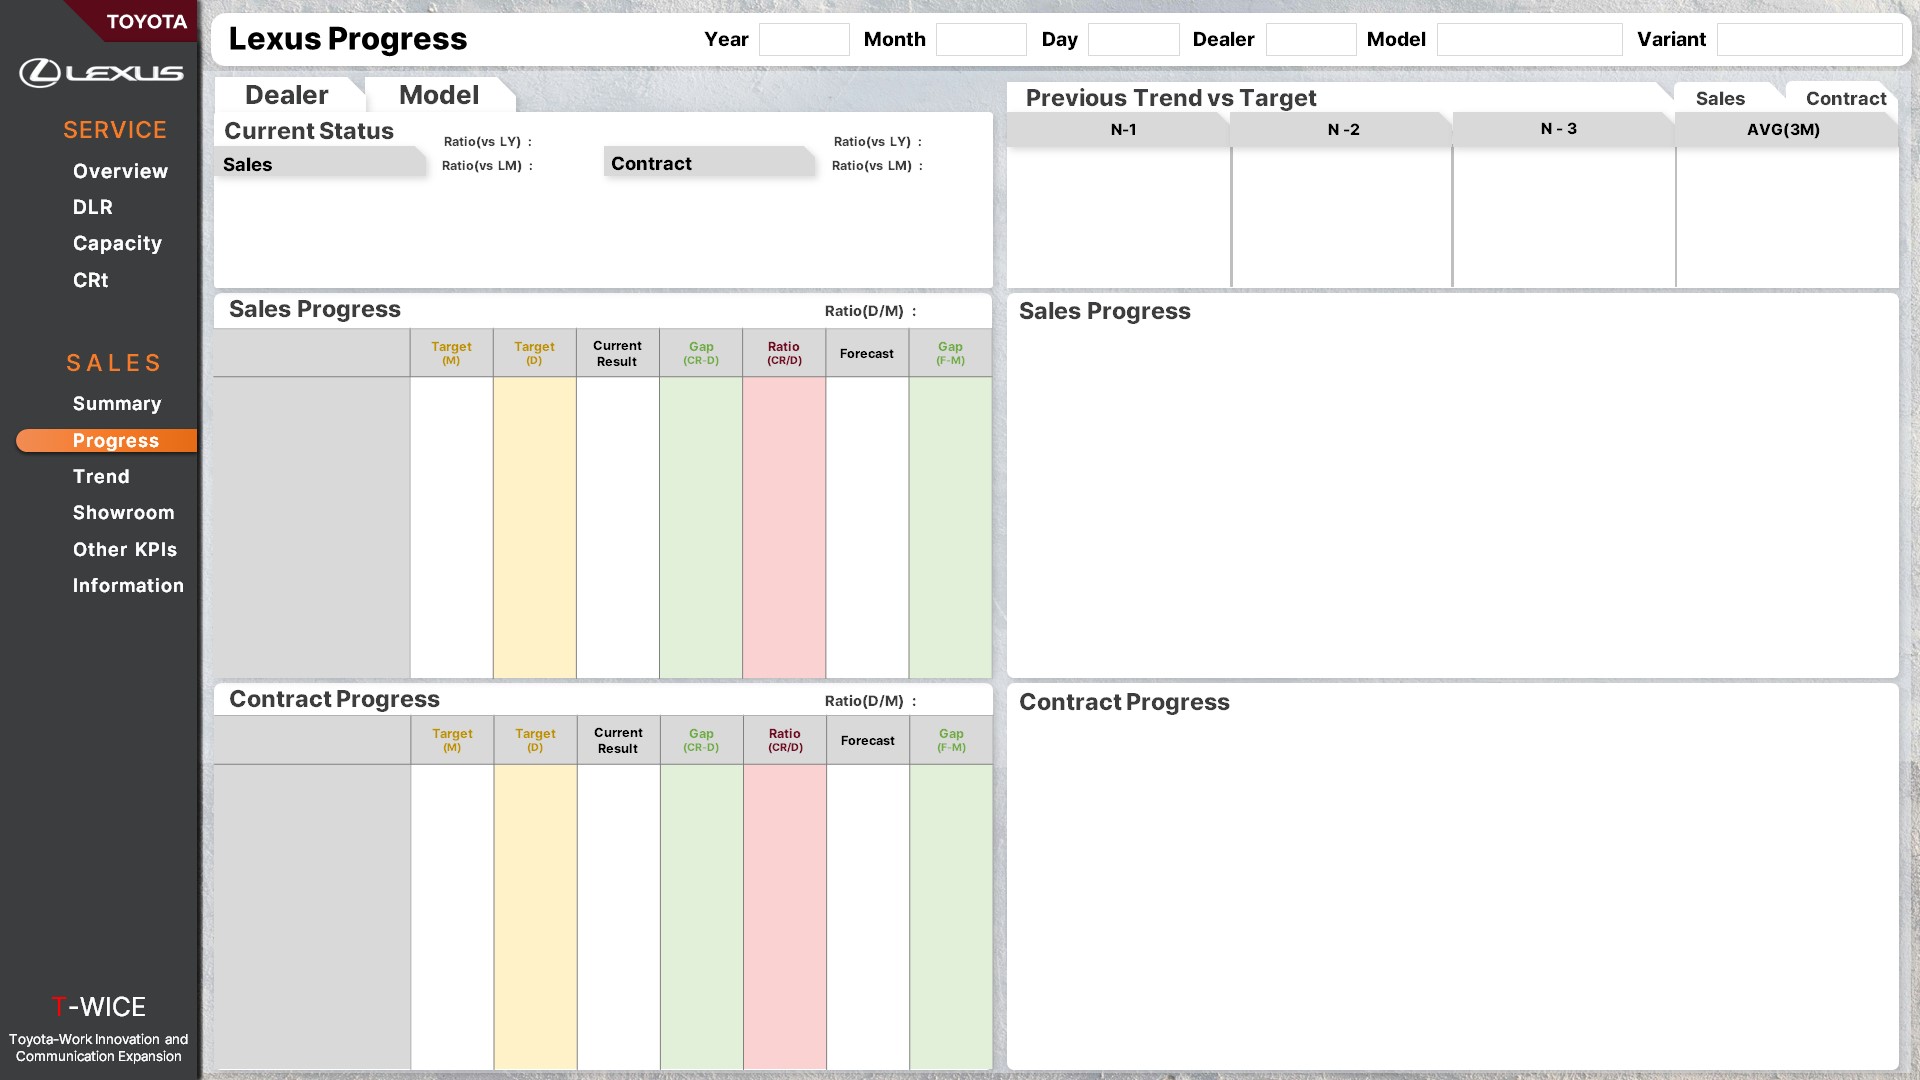 TOYOTA
LEXUS
SERVICE
Overview
DLR
Capacity
CRt
SALES
Summary
Progress
Trend
Showroom
Other KPIs
Information
T-WICE
Toyota-Work Innovation and
Communication Expansion
Lexus Progress
Year
Month
Day
Dealer
Model
Variant
Dealer
Model
Current Status
Sales
Ratio(vs LY) :
Ratio(vs LM) :
Contract
Ratio(vs LY) :
Ratio(vs LM) :
Previous Trend vs Target
Sales
Contract
N-1
N -2
N - 3
AVG(3M)
Sales Progress
Ratio(D/M) :
Target
(M)
Target
(D)
Current
Result
Gap
(CR-D)
Ratio
(CR/D)
Forecast
Gap
(F-M)
Sales Progress
Contract Progress
Ratio(D/M) :
Target
(M)
Target
(D)
Current
Result
Gap
(CR-D)
Ratio
(CR/D)
Forecast
Gap
(F-M)
Contract Progress